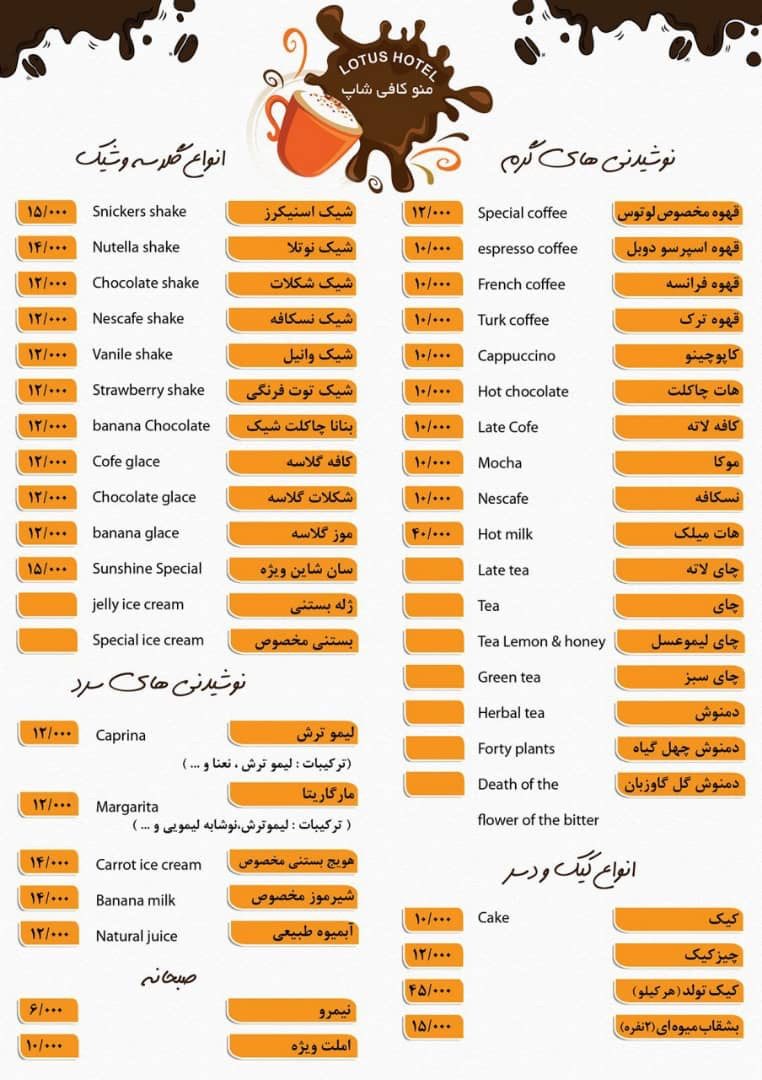 LOTUS HOTEL
منو کافی شاپ
نوشیدنی های گرم
قهوه مخصوص لوتوس Special coffee ۱۲/۰۰۰
قهوه اسپرسو دوبل espresso coffee ۱۰/۰۰۰
قهوه فرانسه French coffee ۱۰/۰۰۰
قهوه ترک Turk coffee ۱۰/۰۰۰
کاپوچینو Cappuccino ۱۰/۰۰۰
هات چاکلت Hot chocolate ۱۰/۰۰۰
کافه لاته Late Cofe ۱۰/۰۰۰
موکا Mocha ۱۰/۰۰۰
نسکافه Nescafe ۱۰/۰۰۰
هات میلک Hot milk ۴۰/۰۰۰
چای لاته Late tea
چای Tea
چای لیموعسل Tea Lemon & honey
چای سبز Green tea
دمنوش Herbal tea
دمنوش چهل گیاه Forty plants
دمنوش گل گاوزبان Death of the
flower of the bitter
انواع کیک و دسر
کیک Cake ۱۰/۰۰۰
چیز کیک ۱۲/۰۰۰
کیک تولد (هر کیلو) ۴۵/۰۰۰
بشقاب میوه ای (۲نفره) ۱۵/۰۰۰
انواع گلاسه و شیک
شیک اسنیکرز Snickers shake ۱۵/۰۰۰
شیک نوتلا Nutella shake ۱۴/۰۰۰
شیک شکلات Chocolate shake ۱۲/۰۰۰
شیک نسکافه Nescafe shake ۱۲/۰۰۰
شیک وانیل Vanile shake ۱۲/۰۰۰
شیک توت فرنگی Strawberry shake ۱۲/۰۰۰
بنانا چاکلت شیک banana Chocolate ۱۲/۰۰۰
کافه گلاسه Cofe glace ۱۲/۰۰۰
شکلات گلاسه Chocolate glace ۱۲/۰۰۰
موز گلاسه banana glace ۱۲/۰۰۰
سان شاین ویژه Sunshine Special ۱۵/۰۰۰
ژله بستنی jelly ice cream
بستنی مخصوص Special ice cream
نوشیدنی های سرد
لیمو ترش Caprina ۱۲/۰۰۰
(ترکیبات : لیمو ترش ، نعنا و ... )
مارگاریتا Margarita ۱۲/۰۰۰
( ترکیبات : لیموترش،نوشابه لیمویی و ... )
هویج بستنی مخصوص Carrot ice cream ۱۴/۰۰۰
شیرموز مخصوص Banana milk ۱۴/۰۰۰
آبمیوه طبیعی Natural juice ۱۲/۰۰۰
صبحانه
نیمرو ۶/۰۰۰
املت ویژه ۱۰/۰۰۰